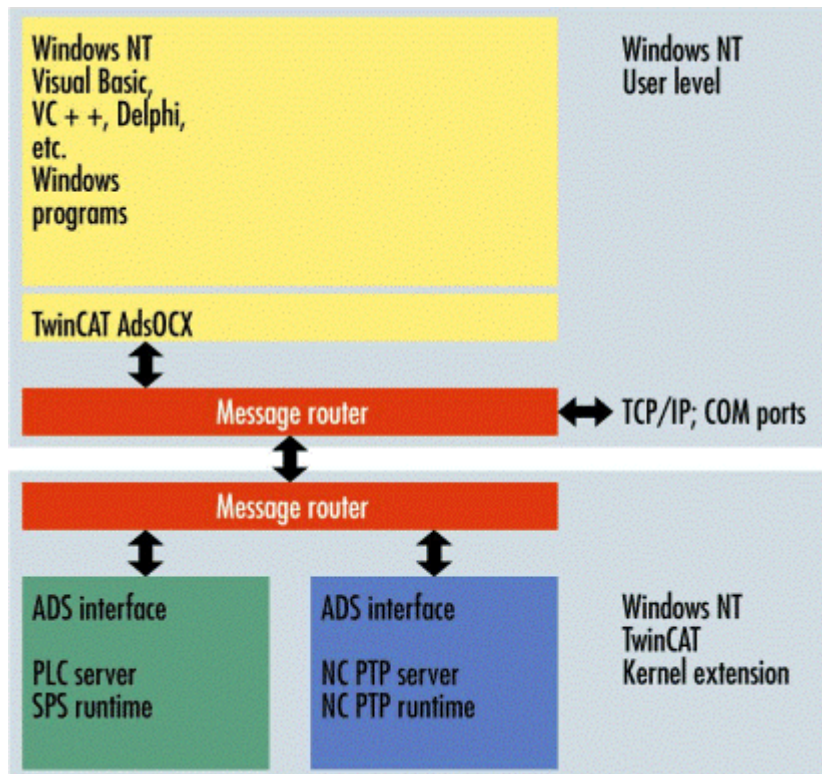 Windows NT
Visual Basic,
VC + +, Delphi,
etc.
Windows
programs
Windows NT
User level
TwinCAT AdsOCX
Message router
TCP/IP; COM ports
Message router
ADS interface
PLC server
SPS runtime
ADS interface
NC PTP server
NC PTP runtime
Windows NT
TwinCAT
Kernel extension